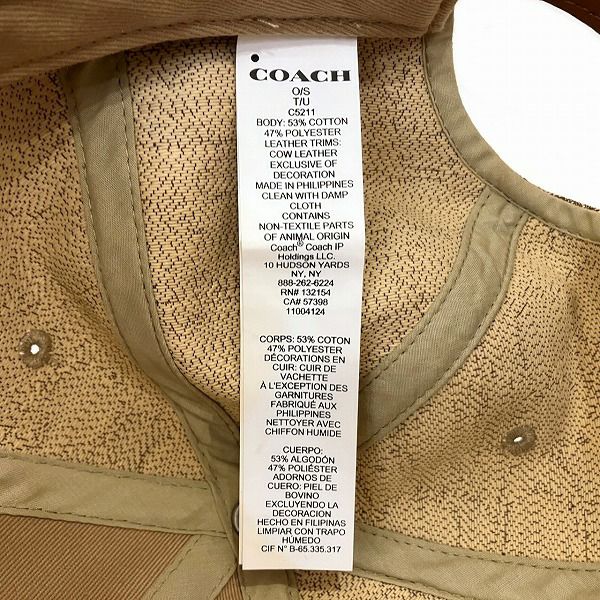 COACH
O/S
T/U
C5211
BODY: 53% COTTON
47% POLYESTER
LEATHER TRIMS:
COW LEATHER
EXCLUSIVE OF
DECORATION
MADE IN PHILIPPINES
CLEAN WITH DAMP
CLOTH
CONTAINS
NON-TEXTILE PARTS
OF ANIMAL ORIGIN
Coach® Coach IP
Holdings LLC.
10 HUDSON YARDS
NY, NY
888-262-6224
RN# 132154
CA# 57398
11004124
CORPS: 53% COTON
47% POLYESTER
DÉCORATIONS EN
CUIR: CUIR DE
VACHETTE
À L'EXCEPTION DES
GARNITURES
FABRIQUÉ AUX
PHILIPPINES
NETTOYER AVEC
CHIFFON HUMIDE
CUERPO:
53% ALGODÓN
47% POLIÉSTER
ADORNOS DE
CUERO: PIEL DE
BOVINO
EXCLUYENDO LA
DECORACION
HECHO EN FILIPINAS
LIMPIAR CON TRAPO
HÚMEDO
CIF N° B-65.335.317